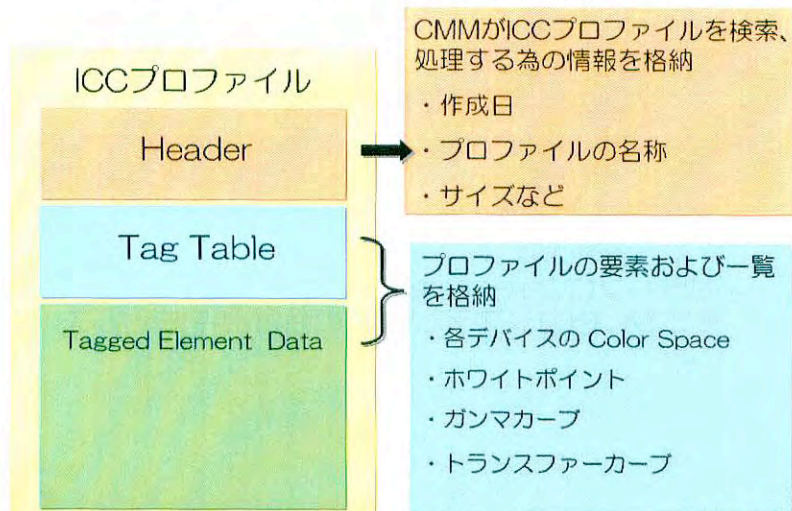 ICCプロファイル
Header
Tag Table
Tagged Element Data
CMMがICCプロファイルを検索、
処理する為の情報を格納
・作成日
・プロファイルの名称
・サイズなど
プロファイルの要素および一覧
を格納
・各デバイスの Color Space
・ホワイトポイント
・ガンマカーブ
・トランスファーカーブ